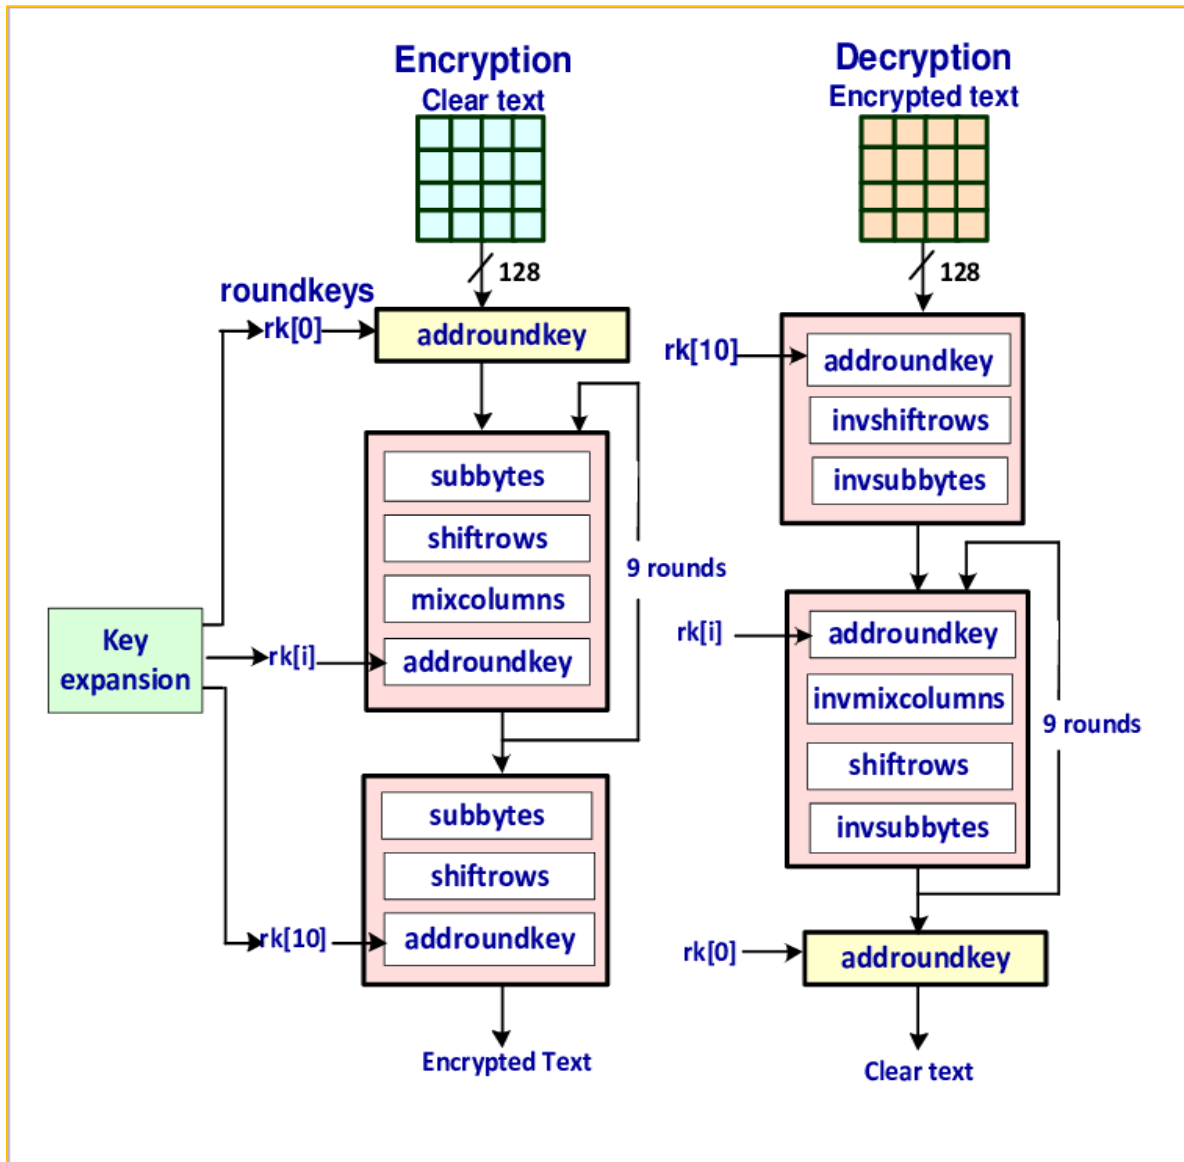 Encryption
Clear text
128
roundkeys
rk[0]
addroundkey
subbytes
shiftrows
mixcolumns
addroundkey
9 rounds
Key
expansion
rk[i]
subbytes
shiftrows
addroundkey
rk[10]
Encrypted Text
Decryption
Encrypted text
128
rk[10]
addroundkey
invshiftrows
invsubbytes
rk[i]
addroundkey
invmixcolumns
shiftrows
invsubbytes
9 rounds
rk[0]
addroundkey
Clear text